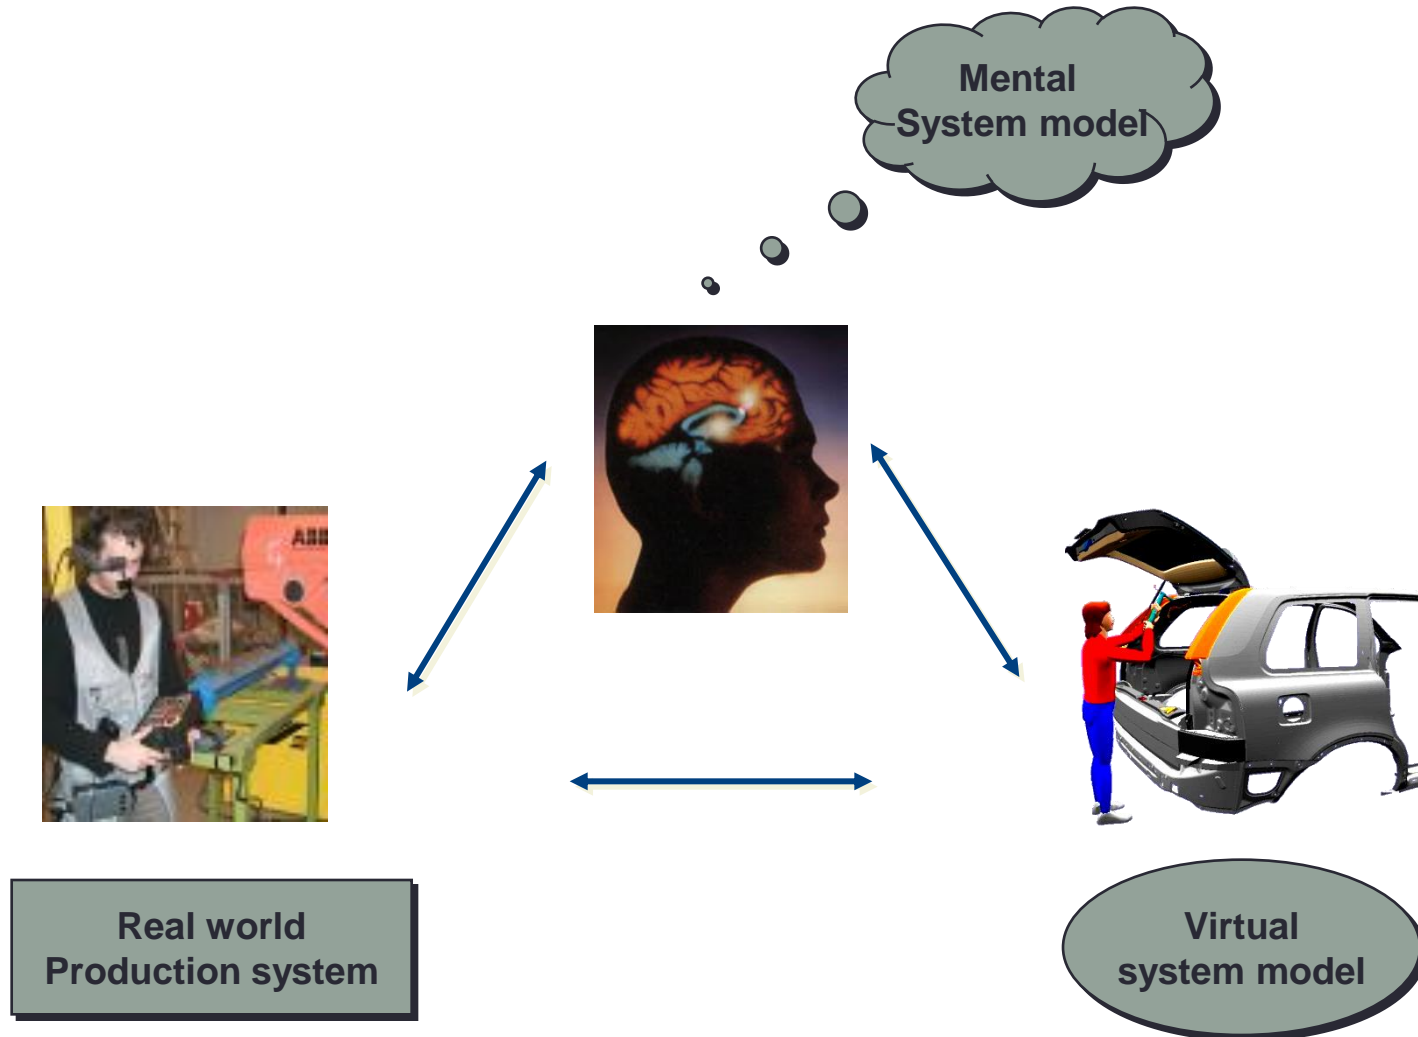 Mental
System model
ABB
Real world
Production system
Virtual
system model